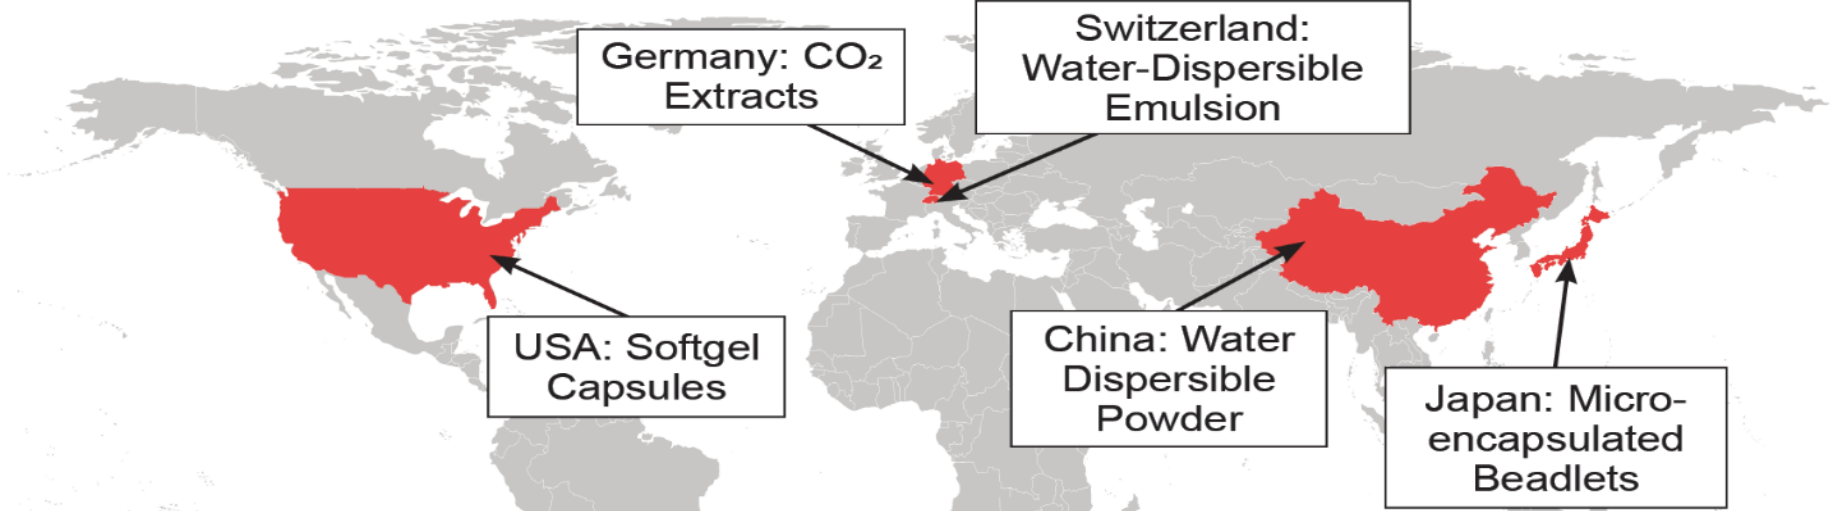 Germany: CO₂
Extracts
Switzerland:
Water-Dispersible
Emulsion
USA: Softgel
Capsules
China: Water
Dispersible
Powder
Japan: Micro-
encapsulated
Beadlets